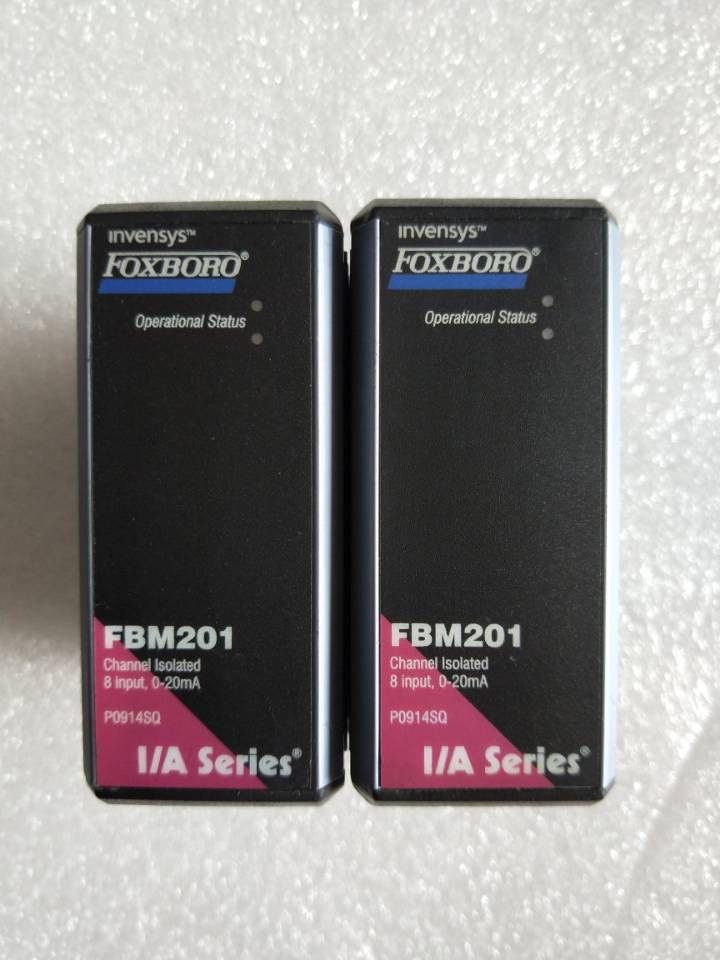 invensys™
FOXBORO®
Operational Status
FBM201
Channel Isolated
8 input, 0-20mA
P0914SQ
I/A Series®
invensys™
FOXBORO®
Operational Status
FBM201
Channel Isolated
8 input, 0-20mA
P0914SQ
I/A Series®